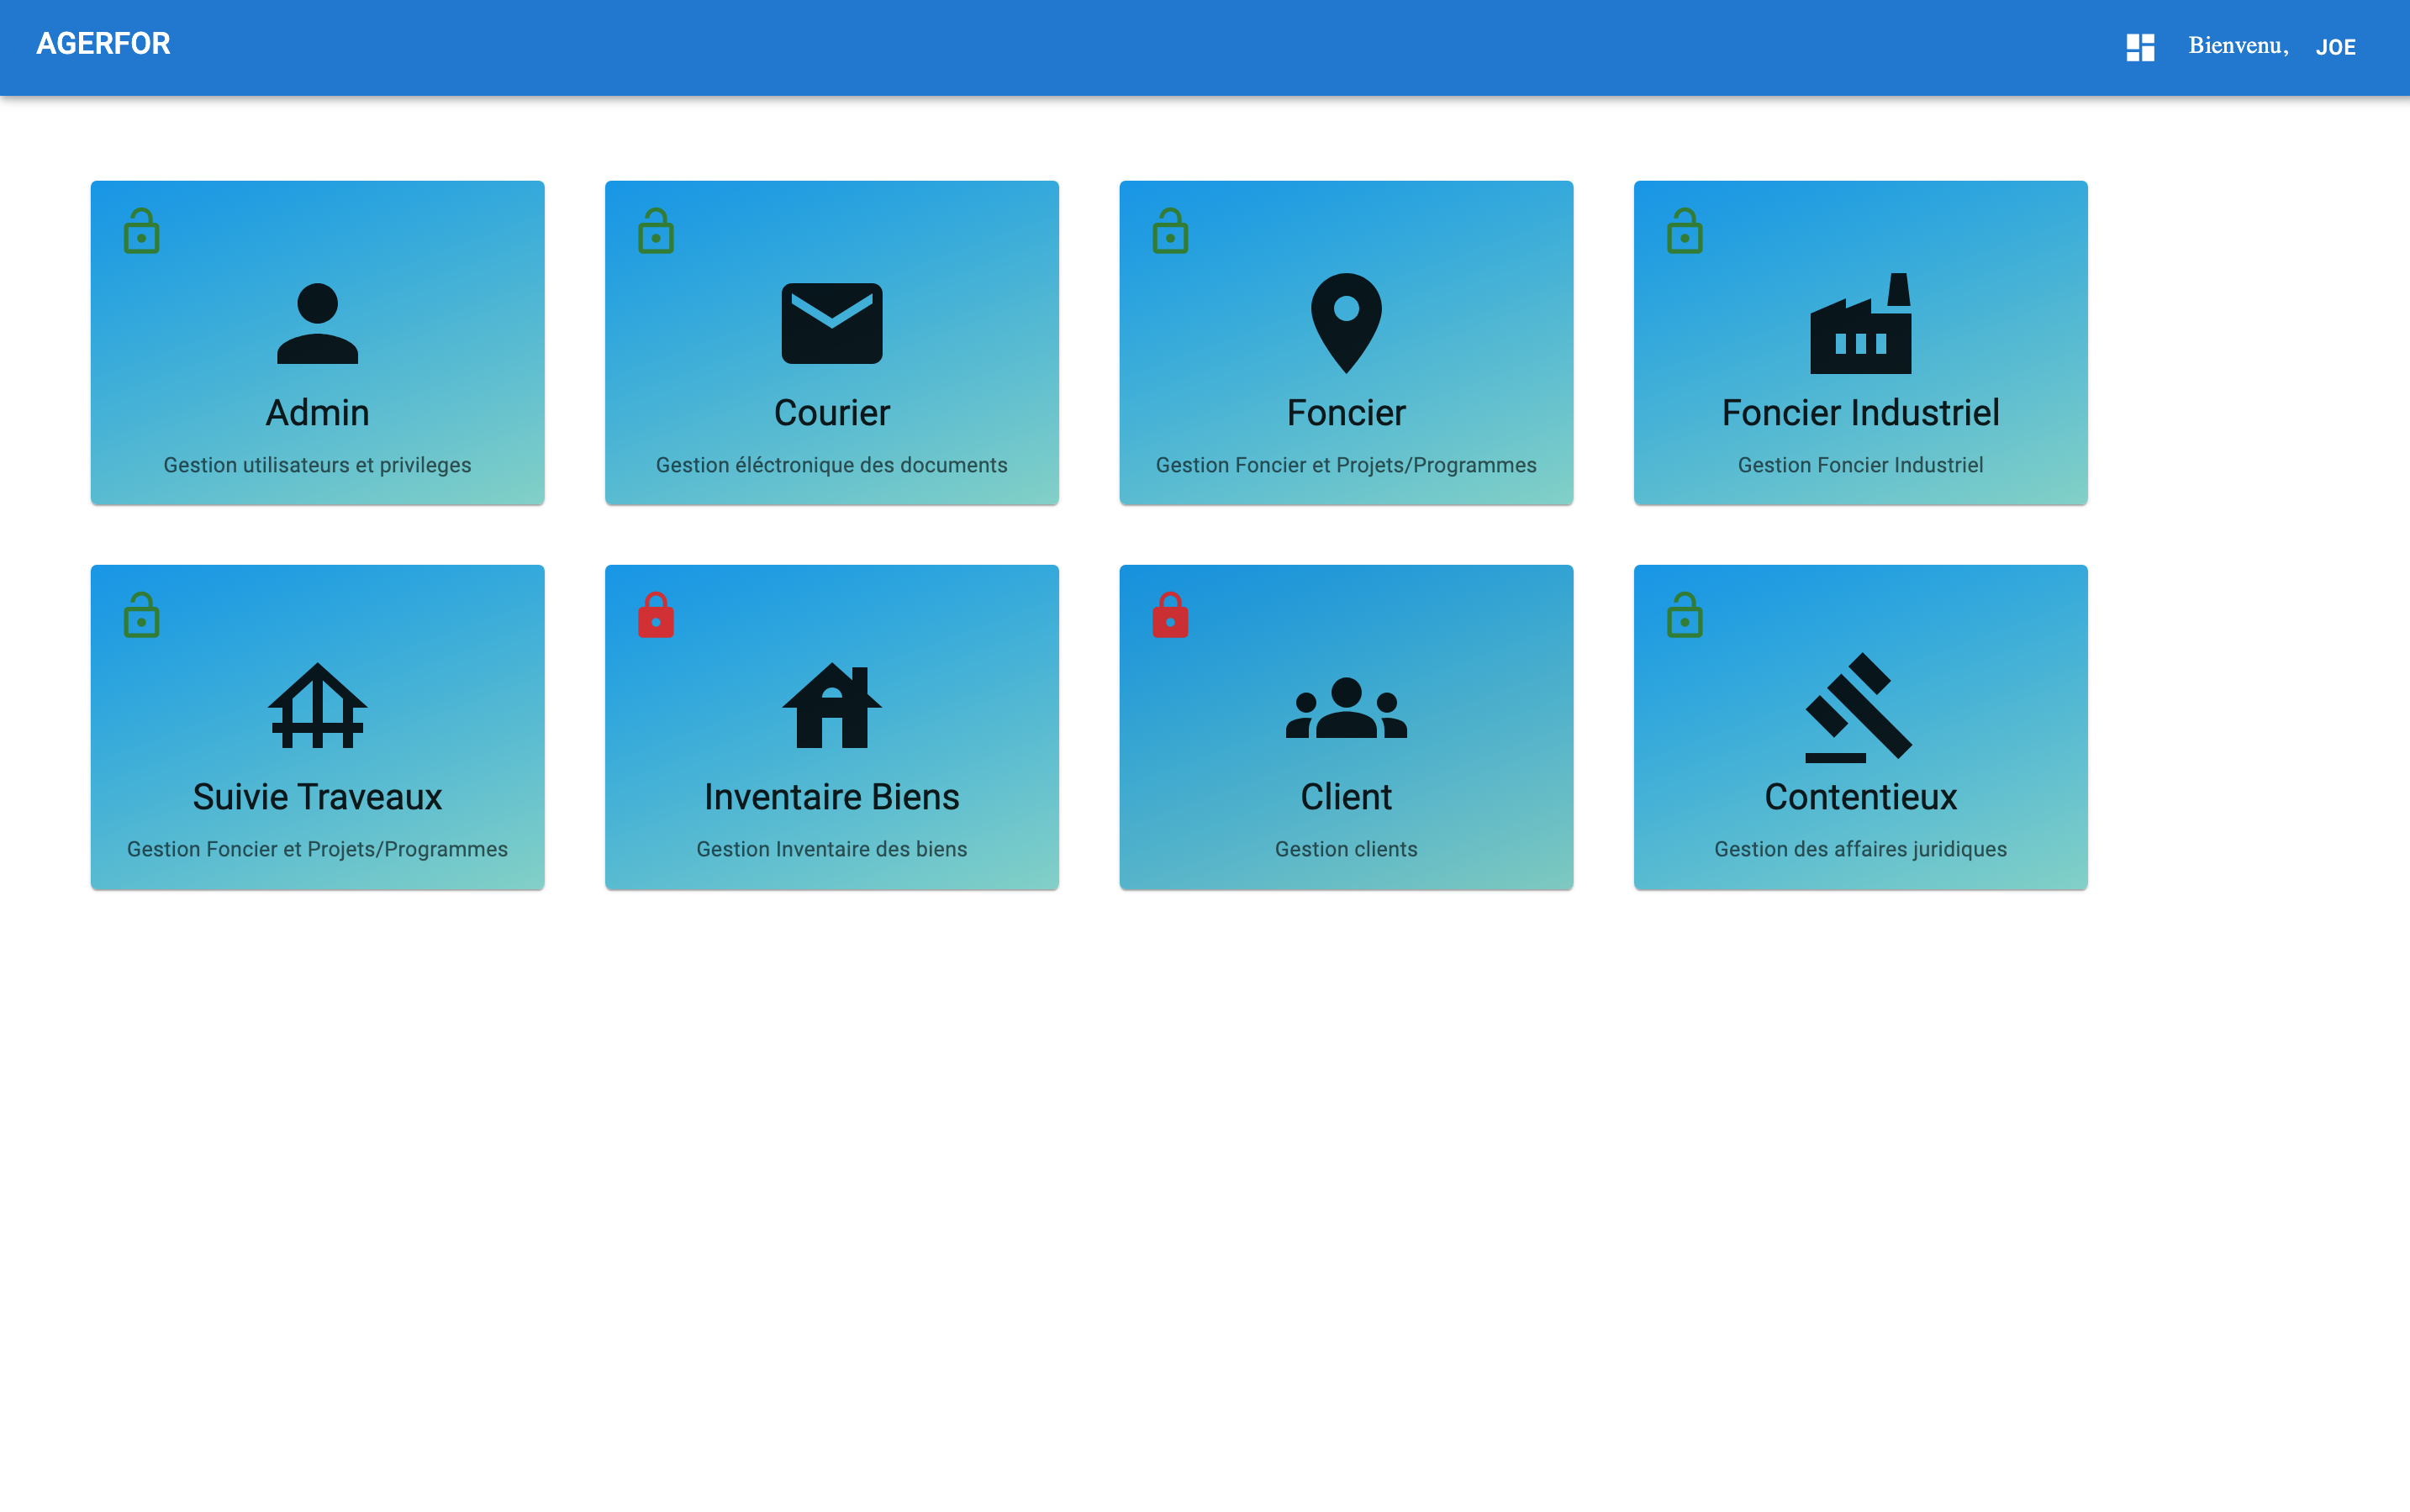 AGERFOR
Bienvenu, JOE
Admin
Gestion utilisateurs et privileges
Courier
Gestion éléctronique des documents
Foncier
Gestion Foncier et Projets/Programmes
Foncier Industriel
Gestion Foncier Industriel
Suivie Traveaux
Gestion Foncier et Projets/Programmes
Inventaire Biens
Gestion Inventaire des biens
Client
Gestion clients
Contentieux
Gestion des affaires juridiques